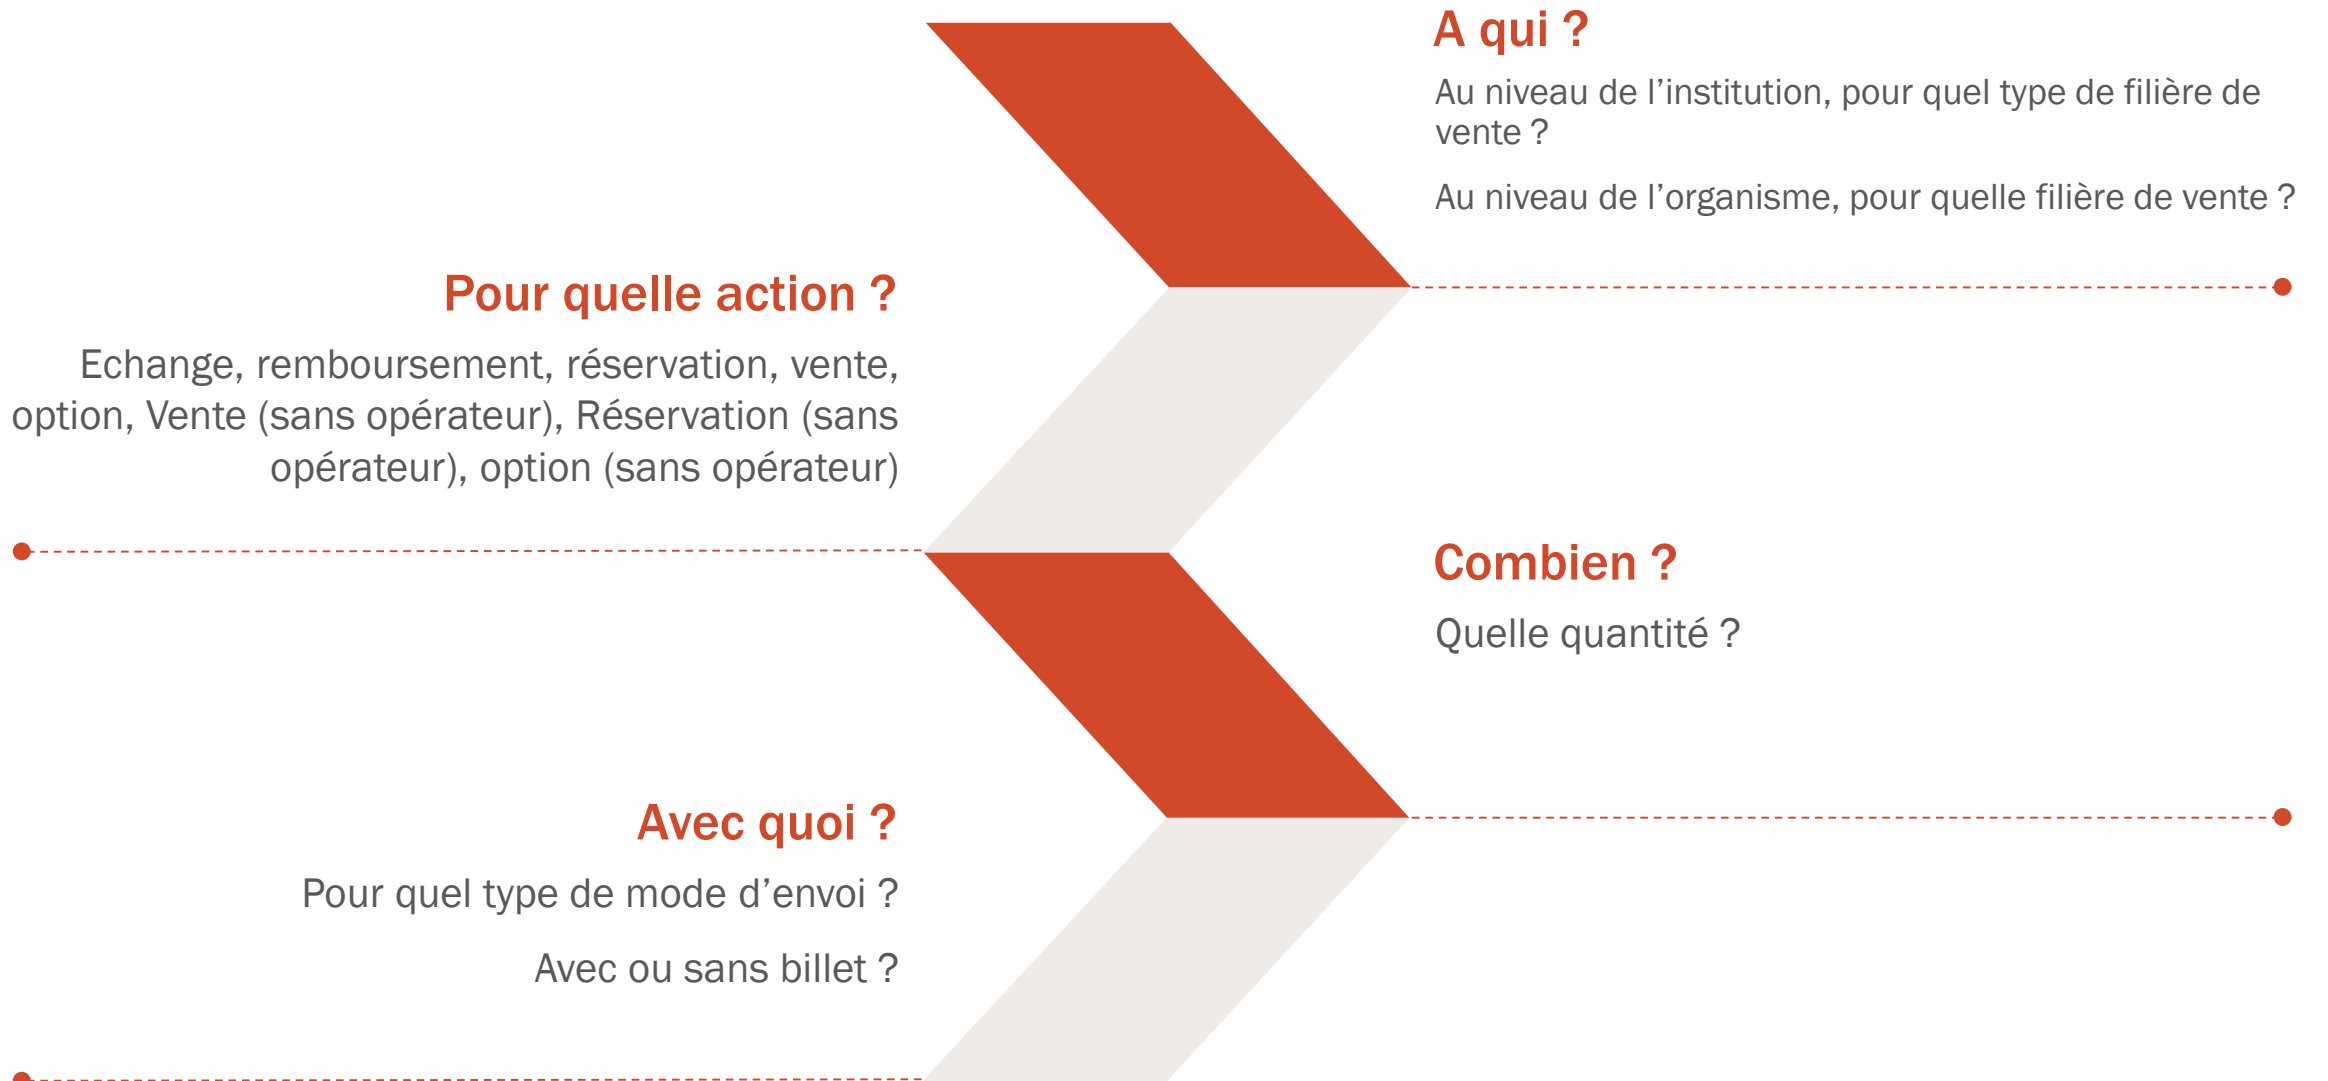 A qui ?
Au niveau de l’institution, pour quel type de filière de
vente ?
Au niveau de l’organisme, pour quelle filière de vente ?
Pour quelle action ?
Echange, remboursement, réservation, vente,
option, Vente (sans opérateur), Réservation (sans
opérateur), option (sans opérateur)
Combien ?
Quelle quantité ?
Avec quoi ?
Pour quel type de mode d’envoi ?
Avec ou sans billet ?